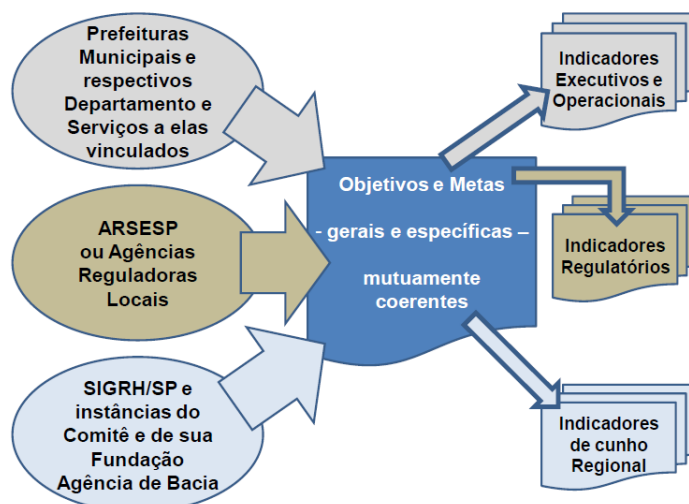 Prefeituras
Municipais e
respectivos
Departamento e
Serviços a elas
vinculados
ARSESP
ou Agências
Reguladoras
Locais
SIGRH/SP e
instâncias do
Comitê e de sua
Fundação
Agência de Bacia
Objetivos e Metas
- gerais e específicas –
mutuamente
coerentes
Indicadores
Executivos e
Operacionais
Indicadores
Regulatórios
Indicadores
de cunho
Regional